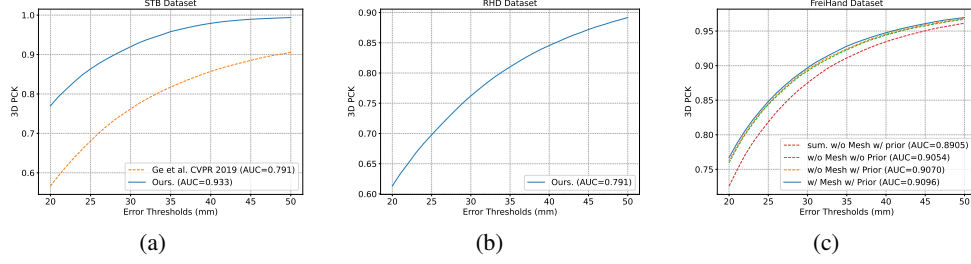 STB Dataset
1.0
0.9
0.8
0.7
0.6
3D PCK
Ge et al. CVPR 2019 (AUC=0.791)
Ours. (AUC=0.933)
20 25 30 35 40 45 50
Error Thresholds (mm)
(a)
RHD Dataset
0.90
0.85
0.80
0.75
0.70
0.65
0.60
3D PCK
Ours. (AUC=0.791)
20 25 30 35 40 45 50
Error Thresholds (mm)
(b)
FreiHand Dataset
0.95
0.90
0.85
0.80
0.75
3D PCK
sum. w/o Mesh w/ prior (AUC=0.8905)
w/o Mesh w/o Prior (AUC=0.9054)
w/o Mesh w/ Prior (AUC=0.9070)
w/ Mesh w/ Prior (AUC=0.9096)
20 25 30 35 40 45 50
Error Thresholds (mm)
(c)